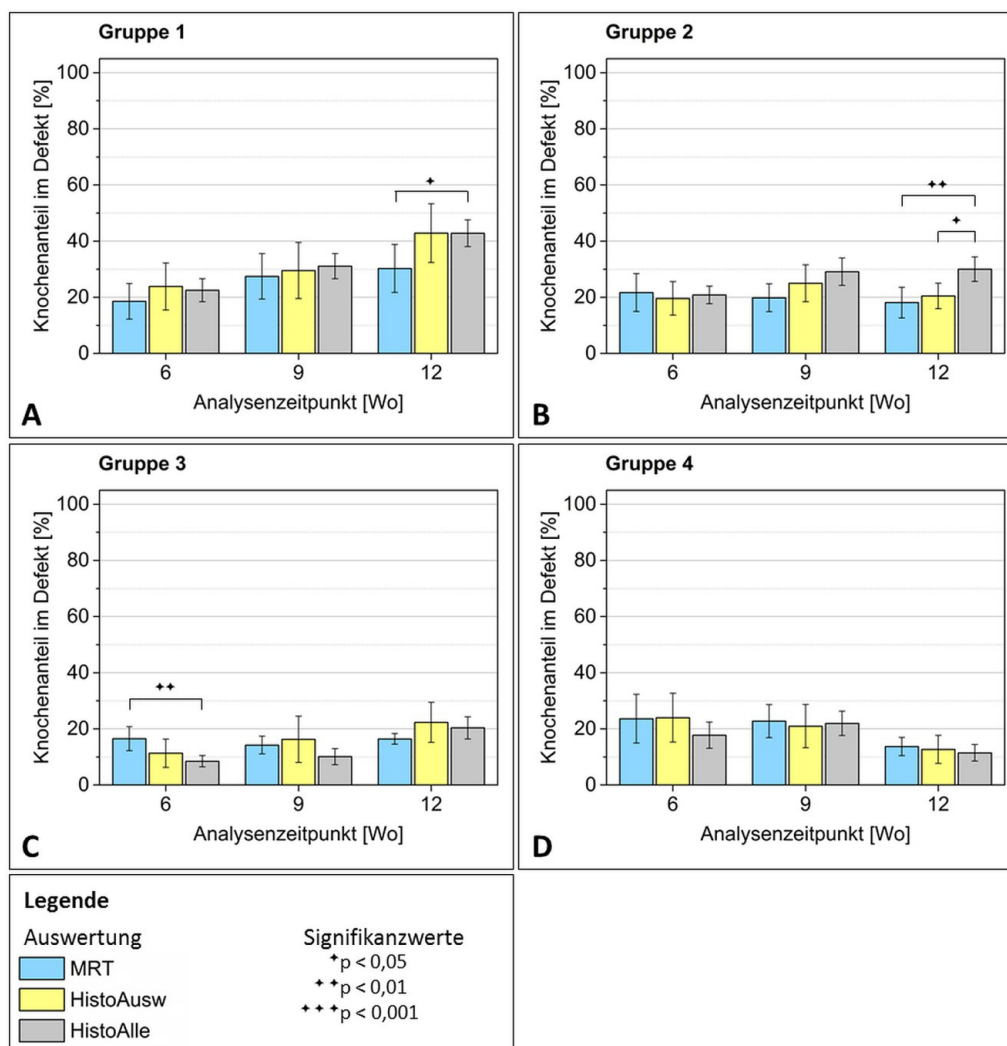 Gruppe 1
Knochenanteil im Defekt [%]
100
80
60
40
20
0
✦
6 9 12
Analysenzeitpunkt [Wo]
A
Gruppe 2
Knochenanteil im Defekt [%]
100
80
60
40
20
0
✦✦
✦
6 9 12
Analysenzeitpunkt [Wo]
B
Gruppe 3
Knochenanteil im Defekt [%]
100
80
60
40
20
0
✦✦
6 9 12
Analysenzeitpunkt [Wo]
C
Gruppe 4
Knochenanteil im Defekt [%]
100
80
60
40
20
0
6 9 12
Analysenzeitpunkt [Wo]
D
Legende
Auswertung
MRT
HistoAusw
HistoAlle
Signifikanzwerte
✦p < 0,05
✦✦p < 0,01
✦✦✦p < 0,001